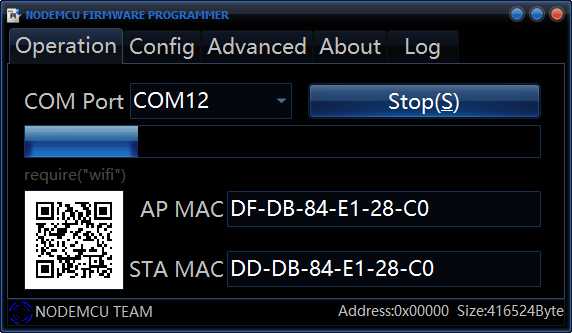 NODEMCU FIRMWARE PROGRAMMER
Operation Config Advanced About Log
COM Port COM12 Stop(S)
require("wifi")
AP MAC DF-DB-84-E1-28-C0
STA MAC DD-DB-84-E1-28-C0
NODEMCU TEAM Address:0x00000 Size:416524Byte